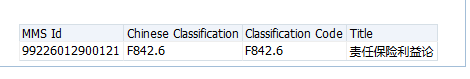 MMS Id Chinese Classification Classification Code Title
99226012900121 F842.6 F842.6 责任保险利益论